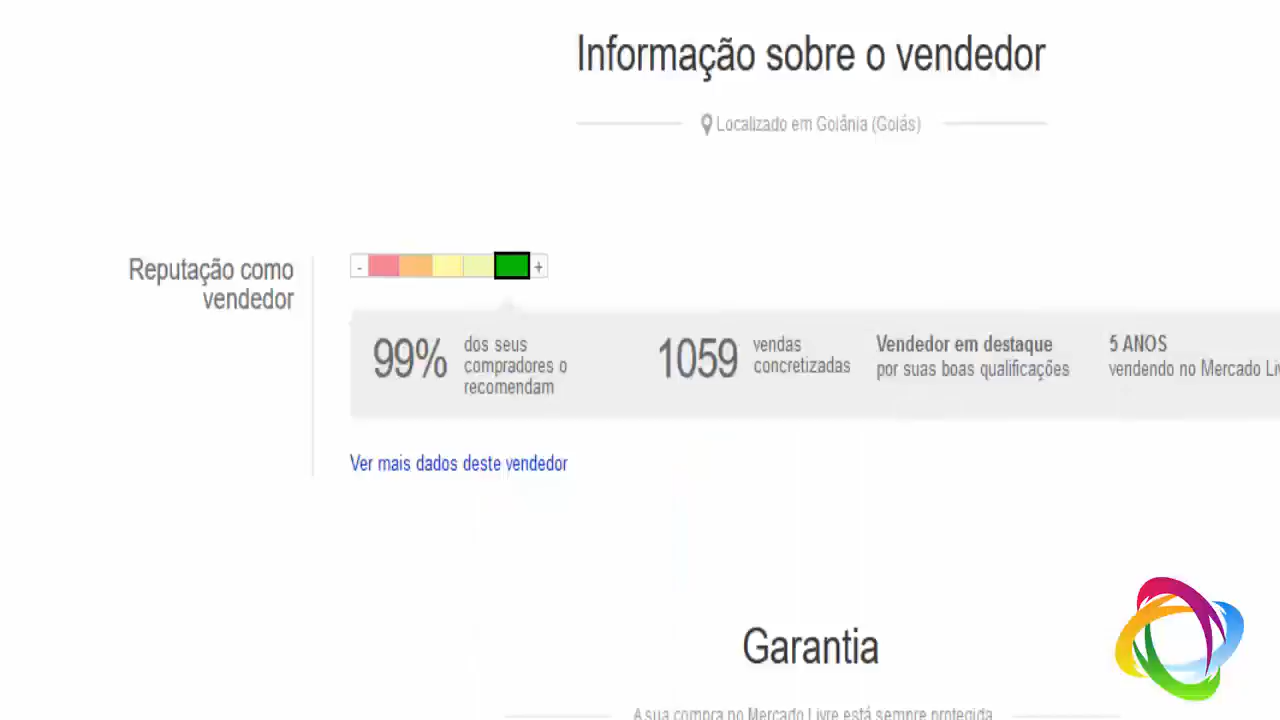 Informação sobre o vendedor
Localizado em Goiânia (Goiás)
Reputação como
vendedor
- +
99% dos seus
compradores o
recomendam
1059 vendas
concretizadas
Vendedor em destaque
por suas boas qualificações
5 ANOS
vendendo no Mercado Liv
Ver mais dados deste vendedor
Garantia
A sua compra no Mercado Livre está sempre protegida